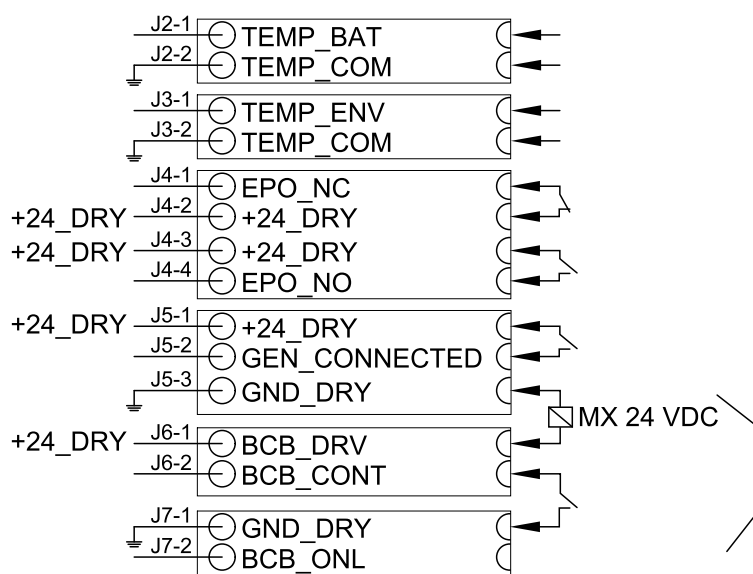 J2-1 TEMP_BAT
J2-2 TEMP_COM
J3-1 TEMP_ENV
J3-2 TEMP_COM
J4-1 EPO_NC
+24_DRY J4-2 +24_DRY
+24_DRY J4-3 +24_DRY
J4-4 EPO_NO
+24_DRY J5-1 +24_DRY
J5-2 GEN_CONNECTED
J5-3 GND_DRY
MX 24 VDC
+24_DRY J6-1 BCB_DRV
J6-2 BCB_CONT
J7-1 GND_DRY
J7-2 BCB_ONL